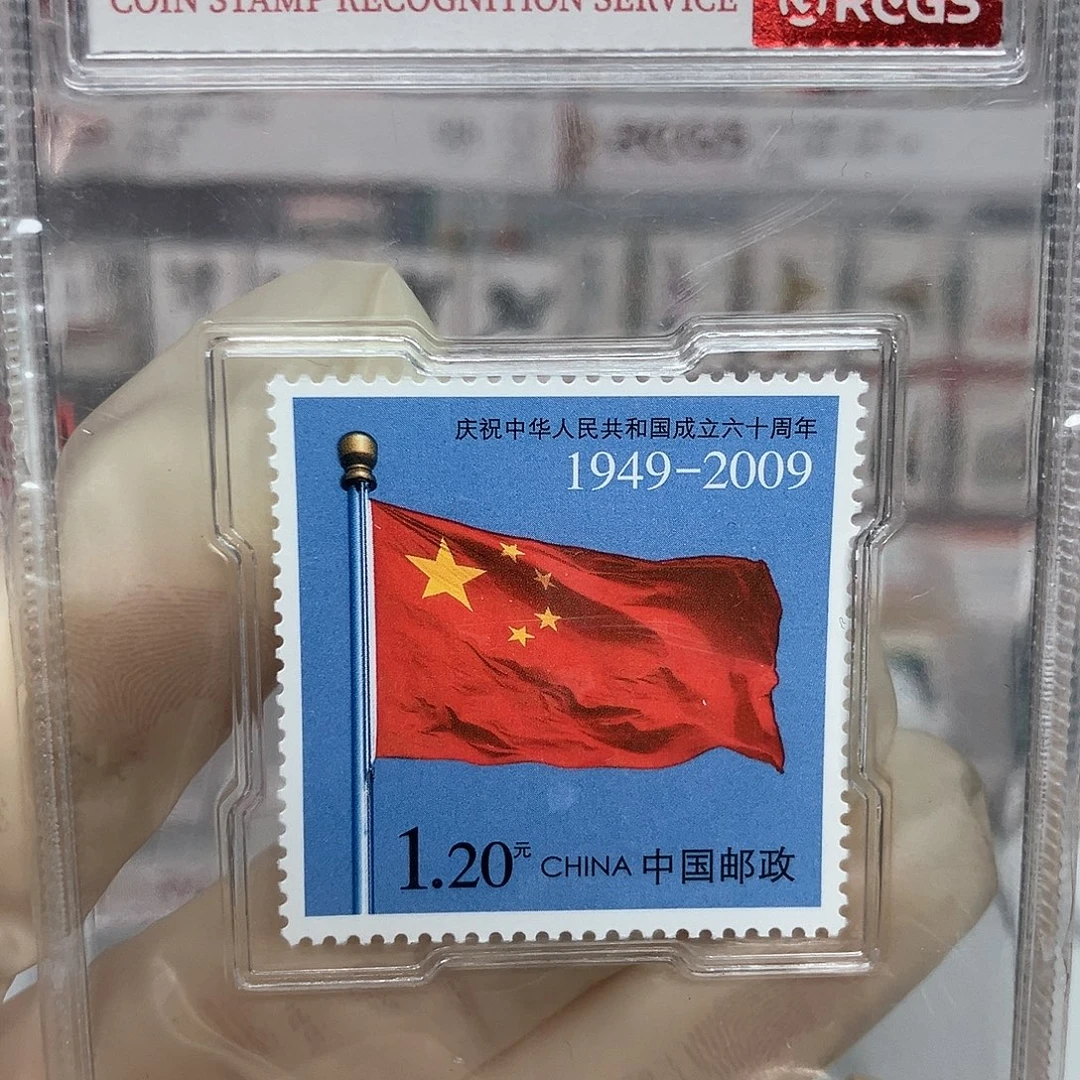 COIN STAMP RECOGNITION SERVICE
RCGS
庆祝中华人民共和国成立六十周年
1949-2009
1.20元 CHINA 中国邮政